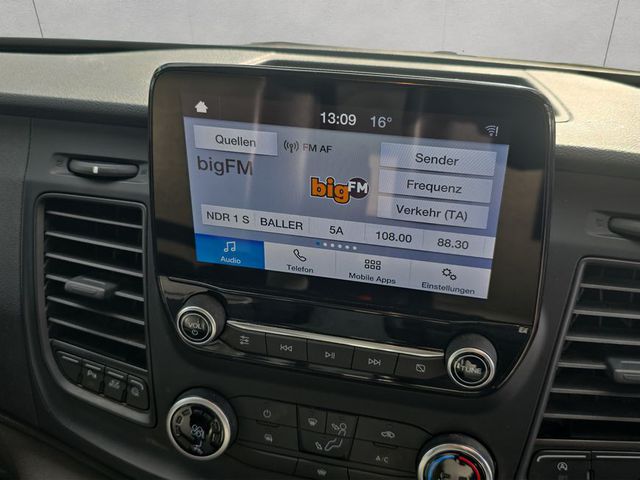 13:09 16°
Quellen
FM AF
Sender
bigFM
bigFM
Frequenz
Verkehr (TA)
NDR 1 S BALLER 5A 108.00 88.30
Audio Telefon Mobile Apps Einstellungen
VOL
TUNE
A/C